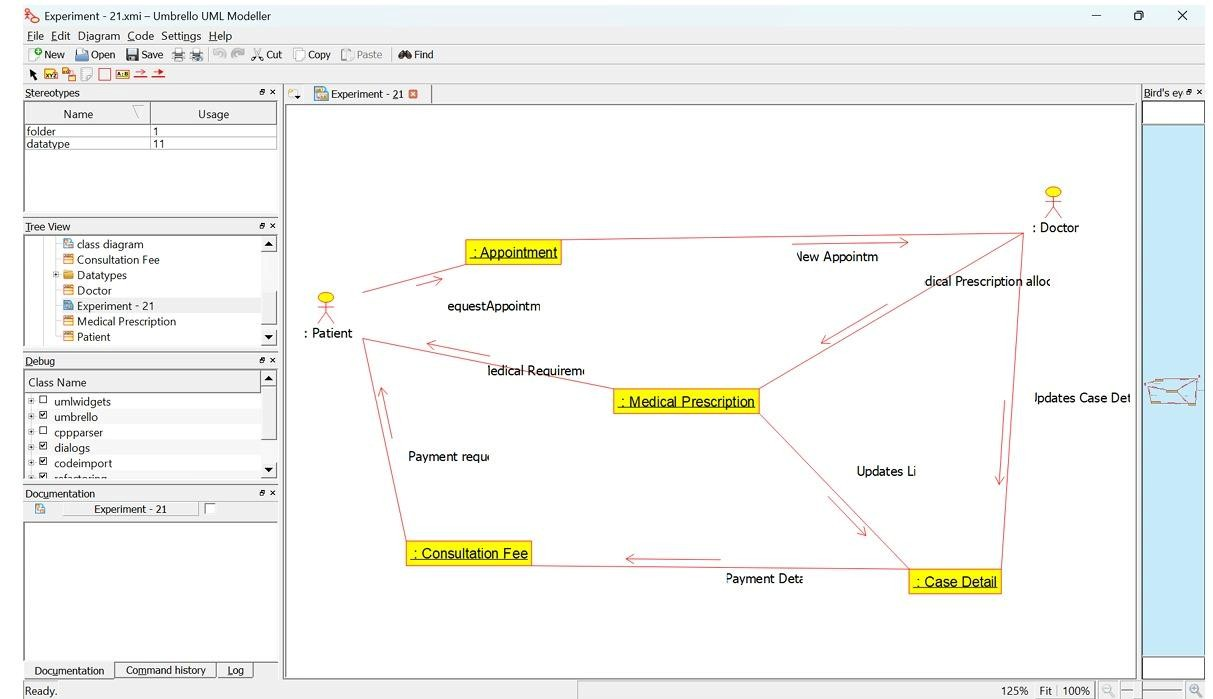 Experiment - 21.xmi – Umbrello UML Modeller
File Edit Diagram Code Settings Help
New Open Save Cut Copy Paste Find
Stereotypes
Name Usage
folder 1
datatype 11
Tree View
class diagram
Consultation Fee
Datatypes
Doctor
Experiment - 21
Medical Prescription
Patient
Debug
Class Name
umlwidgets
umbrello
cppparser
dialogs
codeimport
Documentation
Experiment - 21
Documentation Command history Log
Ready.
Experiment - 21
: Doctor
: Appointment
New Appointm
dical Prescription alloc
equestAppointm
: Patient
ledical Requirem
: Medical Prescription
Updates Case Det
Payment reque
Updates Li
: Consultation Fee
Payment Deta
: Case Detail
Bird's ey
125% Fit 100%